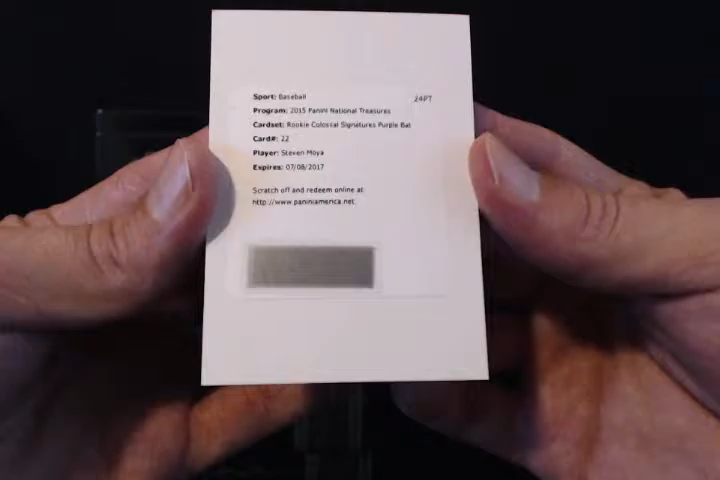 Sport: Baseball
24PT
Program: 2015 Panini National Treasures
Cardset: Rookie Colossal Signatures Purple Bat
Card#: 22
Player: Steven Moya
Expires: 07/08/2017
Scratch off and redeem online at:
http://www.paniniamerica.net